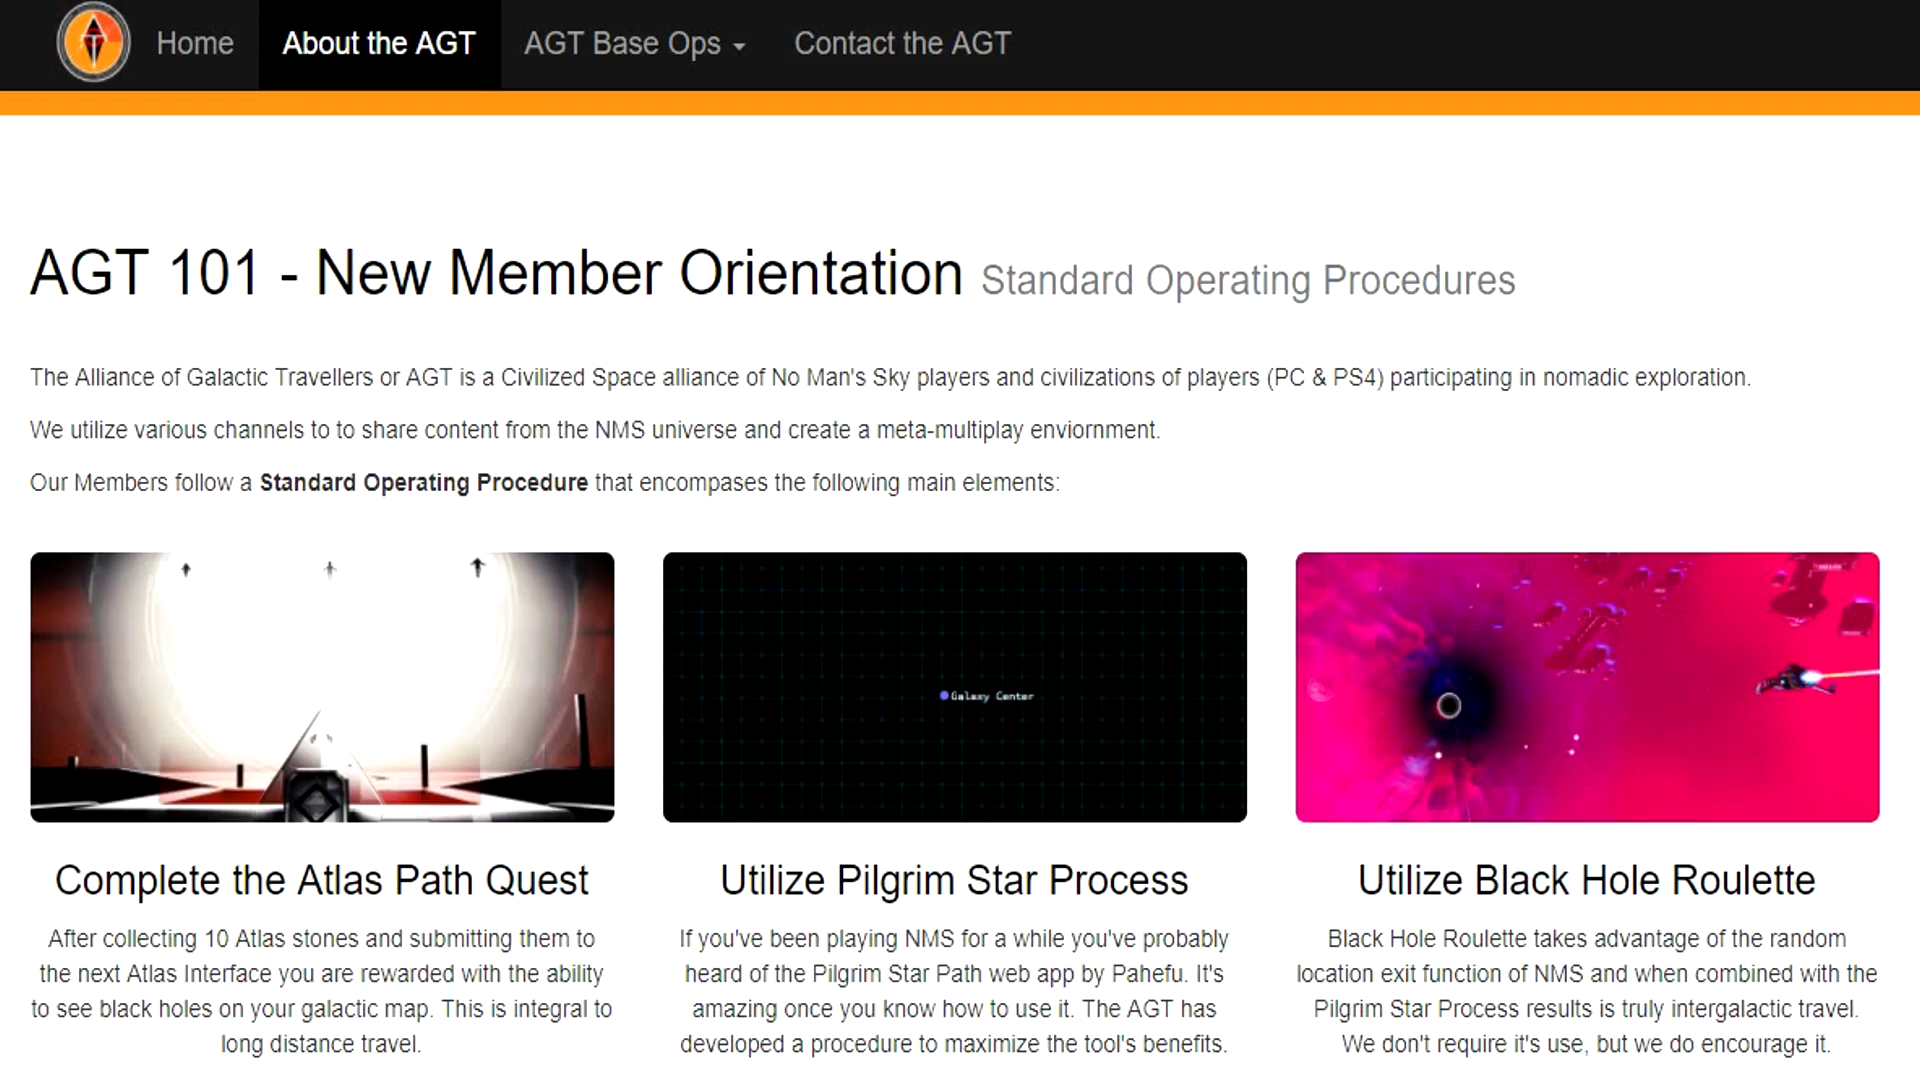 Home About the AGT AGT Base Ops Contact the AGT
AGT 101 - New Member Orientation Standard Operating Procedures
The Alliance of Galactic Travellers or AGT is a Civilized Space alliance of No Man's Sky players and civilizations of players (PC & PS4) participating in nomadic exploration.
We utilize various channels to to share content from the NMS universe and create a meta-multiplay enviornment.
Our Members follow a Standard Operating Procedure that encompases the following main elements:
Galaxy Center
Complete the Atlas Path Quest
After collecting 10 Atlas stones and submitting them to
the next Atlas Interface you are rewarded with the ability
to see black holes on your galactic map. This is integral to
long distance travel.
Utilize Pilgrim Star Process
If you've been playing NMS for a while you've probably
heard of the Pilgrim Star Path web app by Pahefu. It's
amazing once you know how to use it. The AGT has
developed a procedure to maximize the tool's benefits.
Utilize Black Hole Roulette
Black Hole Roulette takes advantage of the random
location exit function of NMS and when combined with the
Pilgrim Star Process results is truly intergalactic travel.
We don't require it's use, but we do encourage it.